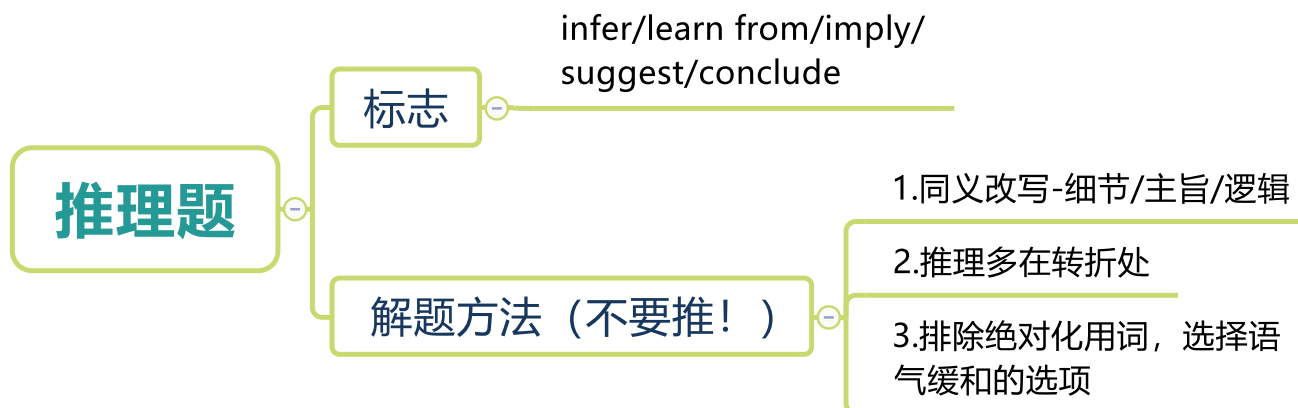 推理题
标志
infer/learn from/imply/
suggest/conclude
解题方法（不要推！）
1.同义改写-细节/主旨/逻辑
2.推理多在转折处
3.排除绝对化用词，选择语
气缓和的选项